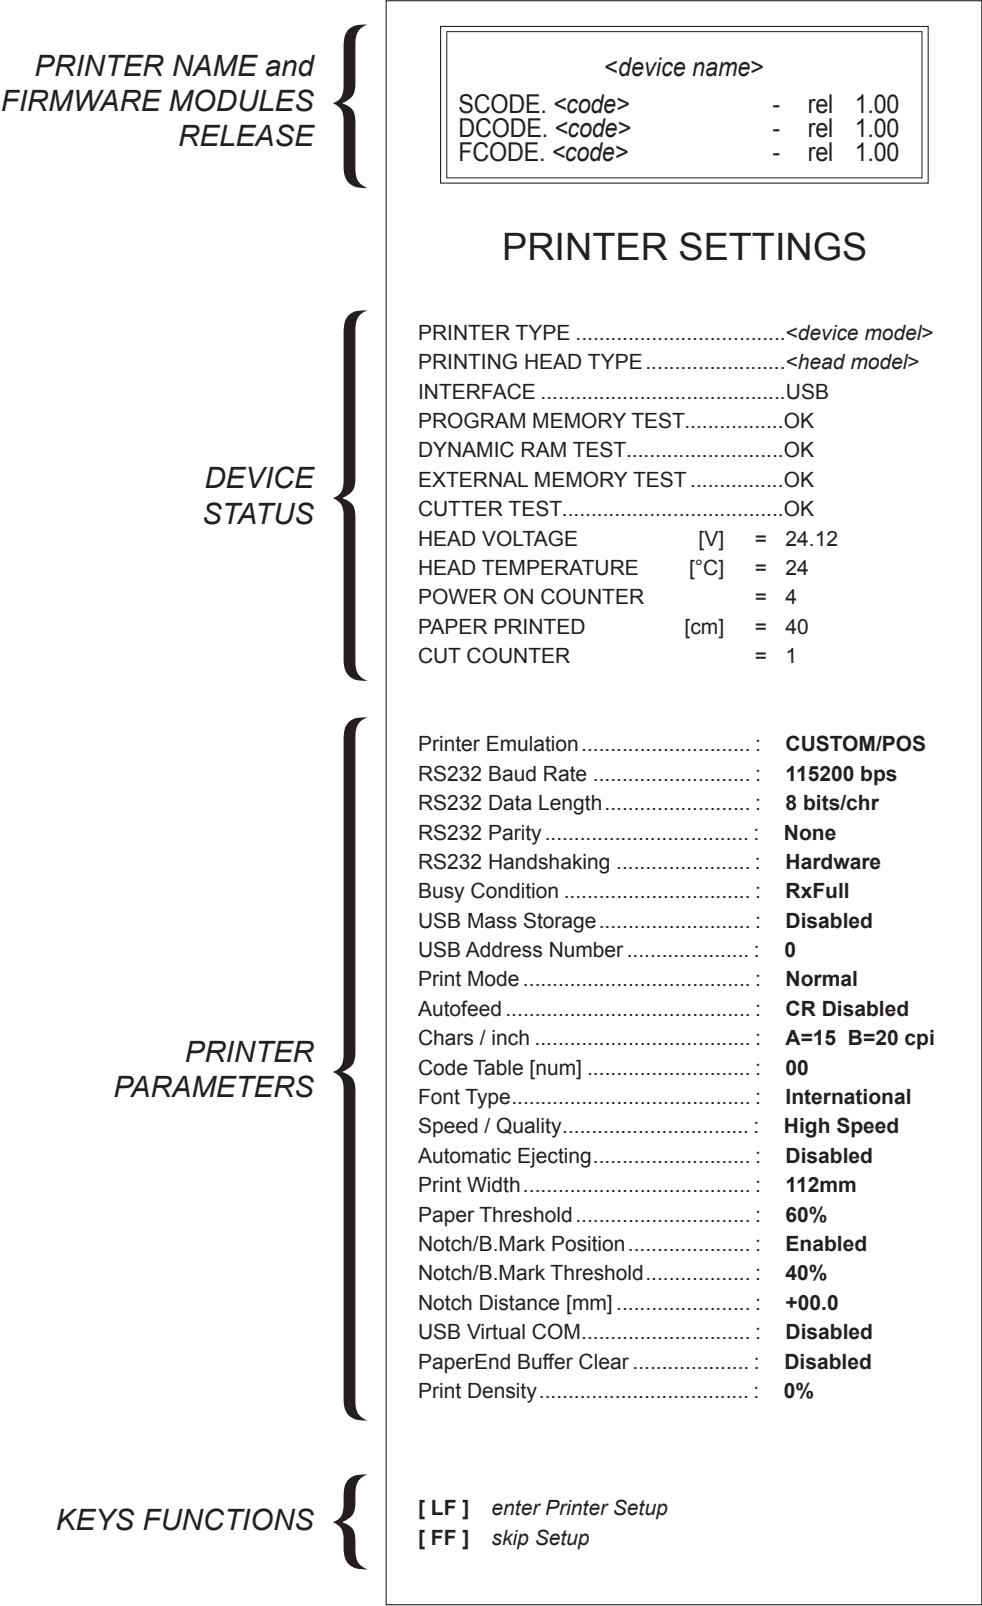 PRINTER NAME and
FIRMWARE MODULES
RELEASE
<device name>
SCODE. <code> - rel 1.00
DCODE. <code> - rel 1.00
FCODE. <code> - rel 1.00
PRINTER SETTINGS
DEVICE
STATUS
PRINTER TYPE ....................................<device model>
PRINTING HEAD TYPE ........................<head model>
INTERFACE ..........................................USB
PROGRAM MEMORY TEST.................OK
DYNAMIC RAM TEST...........................OK
EXTERNAL MEMORY TEST ................OK
CUTTER TEST......................................OK
HEAD VOLTAGE [V] = 24.12
HEAD TEMPERATURE [°C] = 24
POWER ON COUNTER = 4
PAPER PRINTED [cm] = 40
CUT COUNTER = 1
PRINTER
PARAMETERS
Printer Emulation............................. : CUSTOM/POS
RS232 Baud Rate ........................... : 115200 bps
RS232 Data Length......................... : 8 bits/chr
RS232 Parity................................... : None
RS232 Handshaking ....................... : Hardware
Busy Condition ................................ : RxFull
USB Mass Storage.......................... : Disabled
USB Address Number ..................... : 0
Print Mode ....................................... : Normal
Autofeed .......................................... : CR Disabled
Chars / inch ..................................... : A=15 B=20 cpi
Code Table [num] ............................ : 00
Font Type......................................... : International
Speed / Quality................................ : High Speed
Automatic Ejecting........................... : Disabled
Print Width....................................... : 112mm
Paper Threshold .............................. : 60%
Notch/B.Mark Position..................... : Enabled
Notch/B.Mark Threshold.................. : 40%
Notch Distance [mm] ....................... : +00.0
USB Virtual COM............................. : Disabled
PaperEnd Buffer Clear .................... : Disabled
Print Density.................................... : 0%
KEYS FUNCTIONS
[ LF ] enter Printer Setup
[ FF ] skip Setup